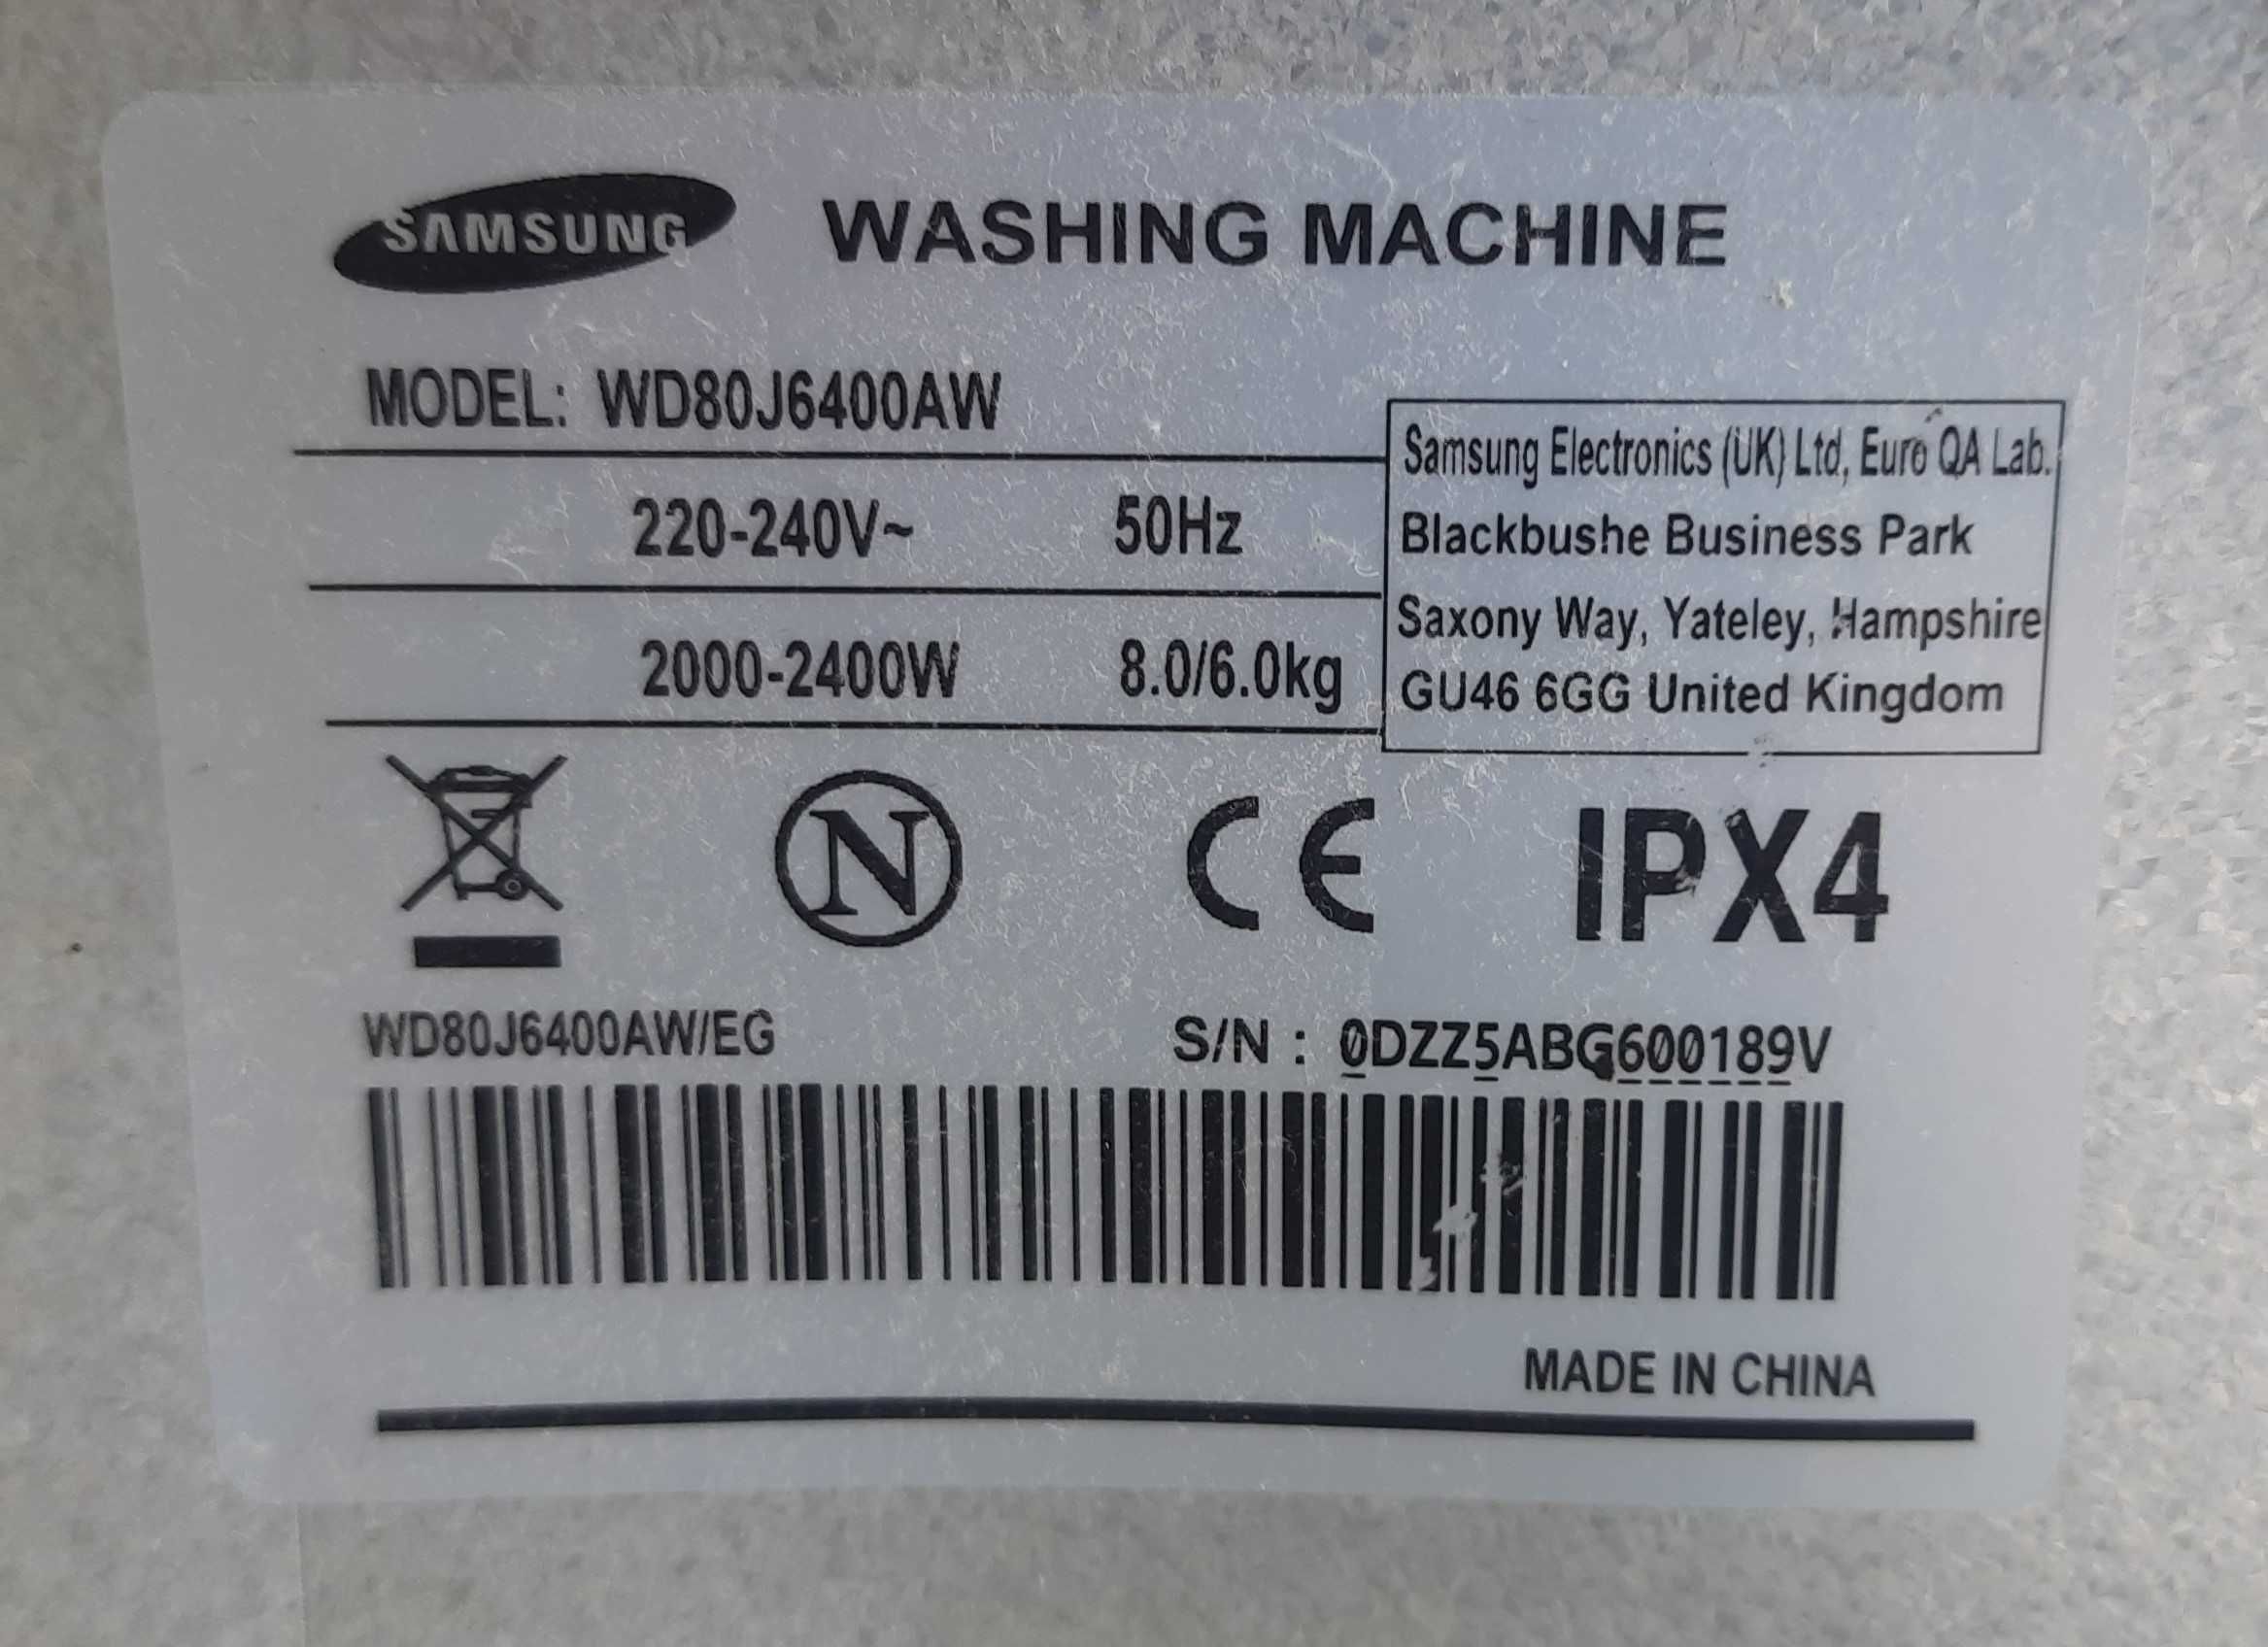 SAMSUNG WASHING MACHINE
MODEL: WD80J6400AW
220-240V~ 50Hz
2000-2400W 8.0/6.0kg
Samsung Electronics (UK) Ltd, Euro QA Lab.
Blackbushe Business Park
Saxony Way, Yateley, Hampshire
GU46 6GG United Kingdom
N CE IPX4
WD80J6400AW/EG S/N : 0DZZ5ABG600189V
MADE IN CHINA